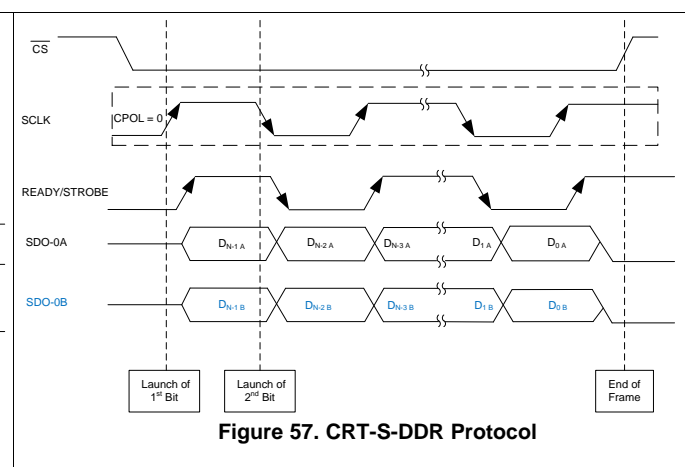 CS
SCLK
CPOL = 0
READY/STROBE
SDO-0A
DN-1 A
DN-2 A
DN-3 A
D1 A
D0 A
SDO-0B
DN-1 B
DN-2 B
DN-3 B
D1 B
D0 B
Launch of
1st Bit
Launch of
2nd Bit
End of
Frame
Figure 57. CRT-S-DDR Protocol